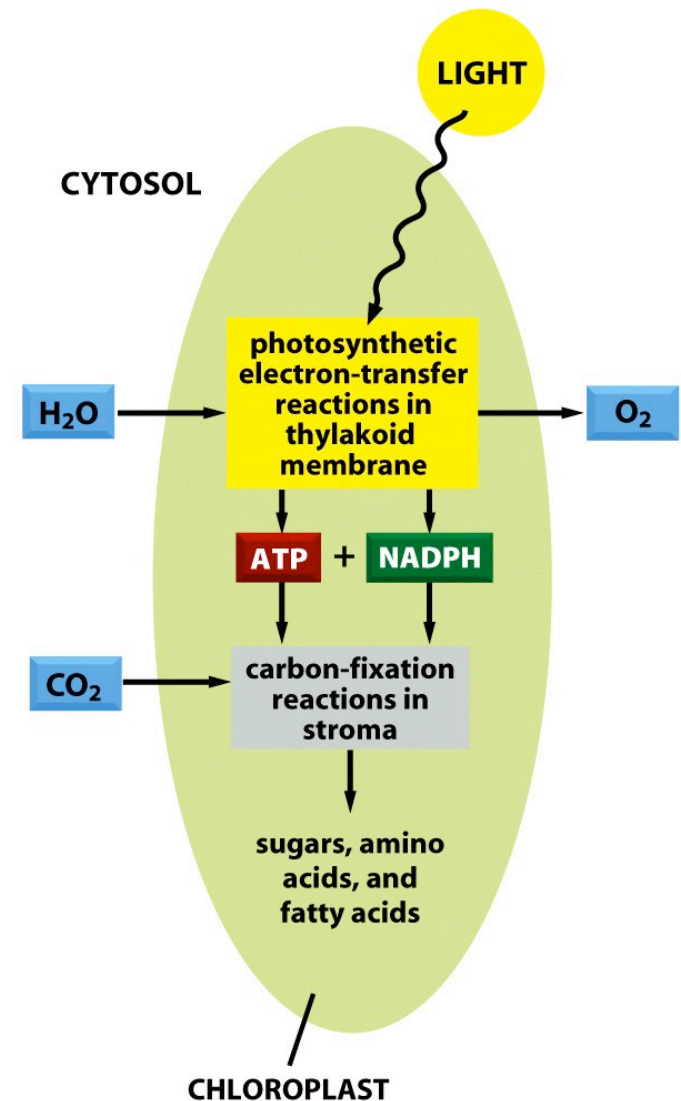 LIGHT
CYTOSOL
photosynthetic
electron-transfer
reactions in
thylakoid
membrane
H₂O
O₂
ATP + NADPH
CO₂
carbon-fixation
reactions in
stroma
sugars, amino
acids, and
fatty acids
CHLOROPLAST